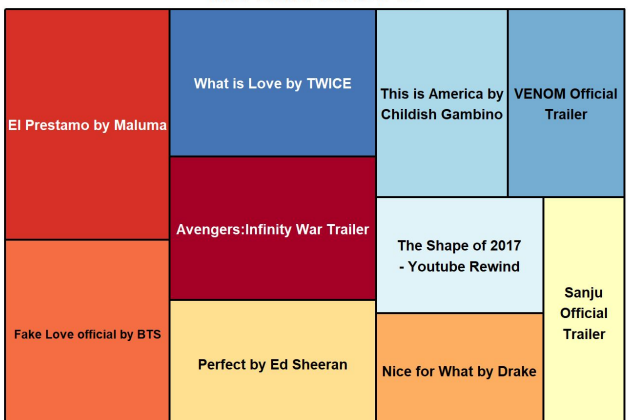 El Prestamo by Maluma
Fake Love official by BTS
What is Love by TWICE
Avengers:Infinity War Trailer
Perfect by Ed Sheeran
This is America by
Childish Gambino
VENOM Official
Trailer
The Shape of 2017
- Youtube Rewind
Nice for What by Drake
Sanju
Official
Trailer